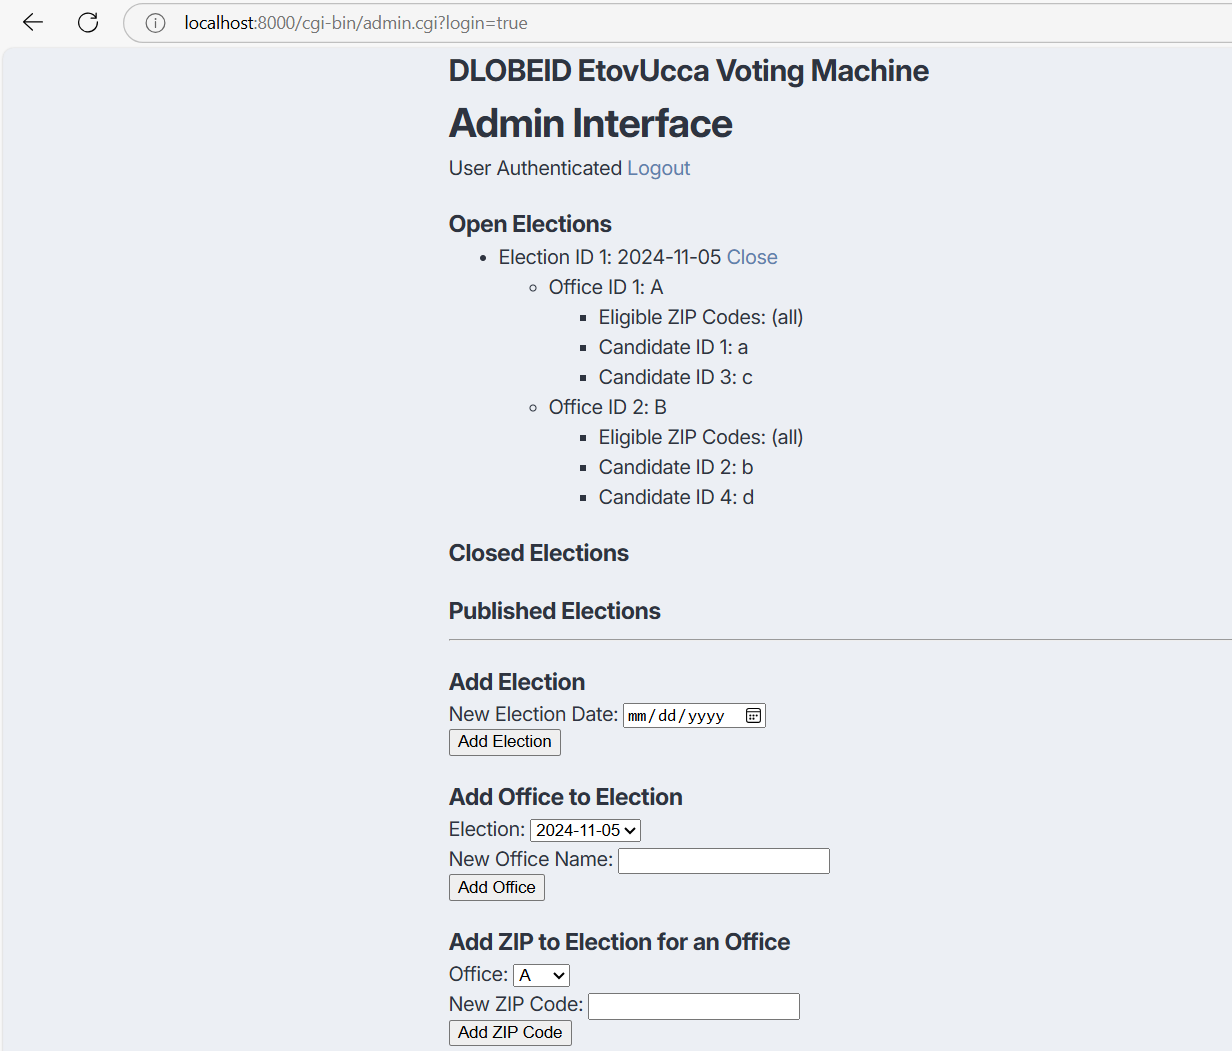 localhost:8000/cgi-bin/admin.cgi?login=true
DLOBEID EtovUcca Voting Machine
Admin Interface
User Authenticated Logout
Open Elections
Election ID 1: 2024-11-05 Close
Office ID 1: A
Eligible ZIP Codes: (all)
Candidate ID 1: a
Candidate ID 3: c
Office ID 2: B
Eligible ZIP Codes: (all)
Candidate ID 2: b
Candidate ID 4: d
Closed Elections
Published Elections
Add Election
New Election Date: mm/dd/yyyy
Add Election
Add Office to Election
Election: 2024-11-05
New Office Name:
Add Office
Add ZIP to Election for an Office
Office: A
New ZIP Code:
Add ZIP Code